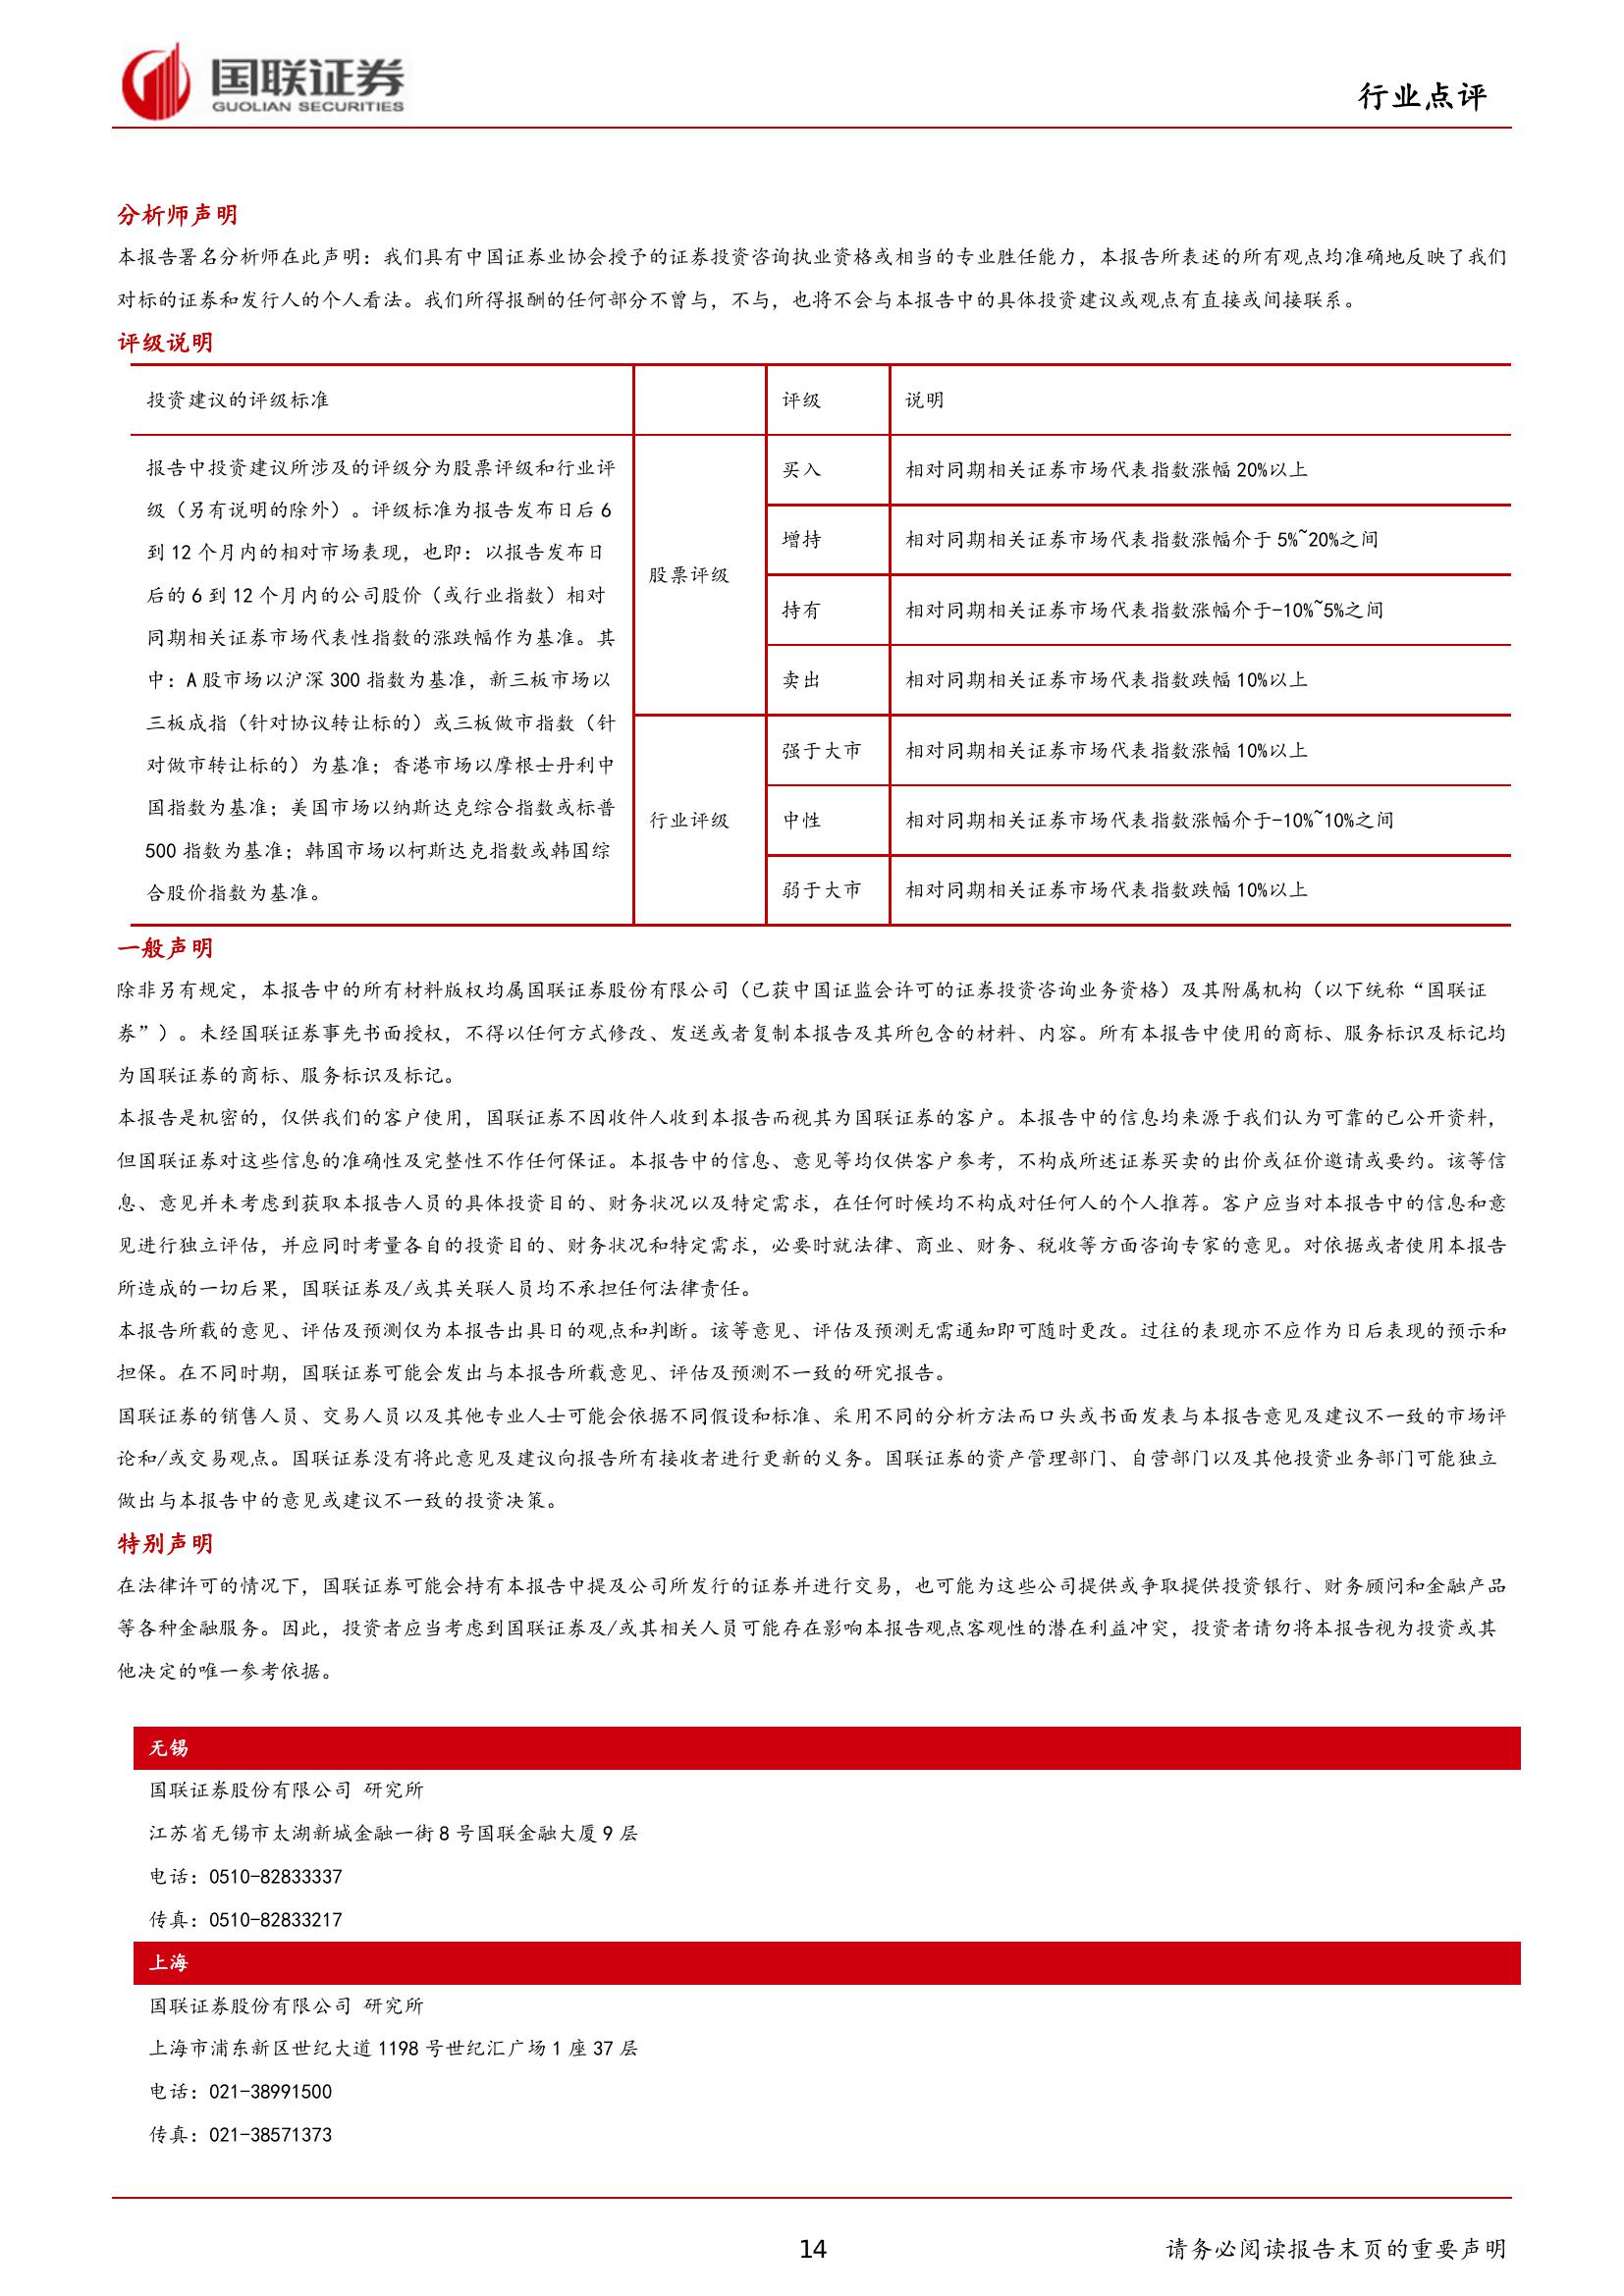 国联证券
GUOLIAN SECURITIES
行业点评
分析师声明
本报告署名分析师在此声明：我们具有中国证券业协会授予的证券投资咨询执业资格或相当的专业胜任能力，本报告所表述的所有观点均准确地反映了我们
对标的证券和发行人的个人看法。我们所得报酬的任何部分不曾与，不与，也将不会与本报告中的具体投资建议或观点有直接或间接联系。
评级说明
投资建议的评级标准
评级
说明
报告中投资建议所涉及的评级分为股票评级和行业评
级（另有说明的除外）。评级标准为报告发布日后 6
到 12 个月内的相对市场表现，也即：以报告发布日
后的 6 到 12 个月内的公司股价（或行业指数）相对
同期相关证券市场代表性指数的涨跌幅作为基准。其
中：A 股市场以沪深 300 指数为基准，新三板市场以
三板成指（针对协议转让标的）或三板做市指数（针
对做市转让标的）为基准；香港市场以摩根士丹利中
国指数为基准；美国市场以纳斯达克综合指数或标普
500 指数为基准；韩国市场以柯斯达克指数或韩国综
合股价指数为基准。
股票评级
买入
相对同期相关证券市场代表指数涨幅 20%以上
增持
相对同期相关证券市场代表指数涨幅介于 5%~20%之间
持有
相对同期相关证券市场代表指数涨幅介于-10%~5%之间
卖出
相对同期相关证券市场代表指数跌幅 10%以上
行业评级
强于大市
相对同期相关证券市场代表指数涨幅 10%以上
中性
相对同期相关证券市场代表指数涨幅介于-10%~10%之间
弱于大市
相对同期相关证券市场代表指数跌幅 10%以上
一般声明
除非另有规定，本报告中的所有材料版权均属国联证券股份有限公司（已获中国证监会许可的证券投资咨询业务资格）及其附属机构（以下统称“国联证
券”）。未经国联证券事先书面授权，不得以任何方式修改、发送或者复制本报告及其所包含的材料、内容。所有本报告中使用的商标、服务标识及标记均
为国联证券的商标、服务标识及标记。
本报告是机密的，仅供我们的客户使用，国联证券不因收件人收到本报告而视其为国联证券的客户。本报告中的信息均来源于我们认为可靠的已公开资料，
但国联证券对这些信息的准确性及完整性不作任何保证。本报告中的信息、意见等均仅供客户参考，不构成所述证券买卖的出价或征价邀请或要约。该等信
息、意见并未考虑到获取本报告人员的具体投资目的、财务状况以及特定需求，在任何时候均不构成对任何人的个人推荐。客户应当对本报告中的信息和意
见进行独立评估，并应同时考量各自的投资目的、财务状况和特定需求，必要时就法律、商业、财务、税收等方面咨询专家的意见。对依据或者使用本报告
所造成的一切后果，国联证券及/或其关联人员均不承担任何法律责任。
本报告所载的意见、评估及预测仅为本报告出具日的观点和判断。该等意见、评估及预测无需通知即可随时更改。过往的表现亦不应作为日后表现的预示和
担保。在不同时期，国联证券可能会发出与本报告所载意见、评估及预测不一致的研究报告。
国联证券的销售人员、交易人员以及其他专业人士可能会依据不同假设和标准、采用不同的分析方法而口头或书面发表与本报告意见及建议不一致的市场评
论和/或交易观点。国联证券没有将此意见及建议向报告所有接收者进行更新的义务。国联证券的资产管理部门、自营部门以及其他投资业务部门可能独立
做出与本报告中的意见或建议不一致的投资决策。
特别声明
在法律许可的情况下，国联证券可能会持有本报告中提及公司所发行的证券并进行交易，也可能为这些公司提供或争取提供投资银行、财务顾问和金融产品
等各种金融服务。因此，投资者应当考虑到国联证券及/或其相关人员可能存在影响本报告观点客观性的潜在利益冲突，投资者请勿将本报告视为投资或其
他决定的唯一参考依据。
无锡
国联证券股份有限公司 研究所
江苏省无锡市太湖新城金融一街 8 号国联金融大厦 9 层
电话：0510-82833337
传真：0510-82833217
上海
国联证券股份有限公司 研究所
上海市浦东新区世纪大道 1198 号世纪汇广场 1 座 37 层
电话：021-38991500
传真：021-38571373
14
请务必阅读报告末页的重要声明